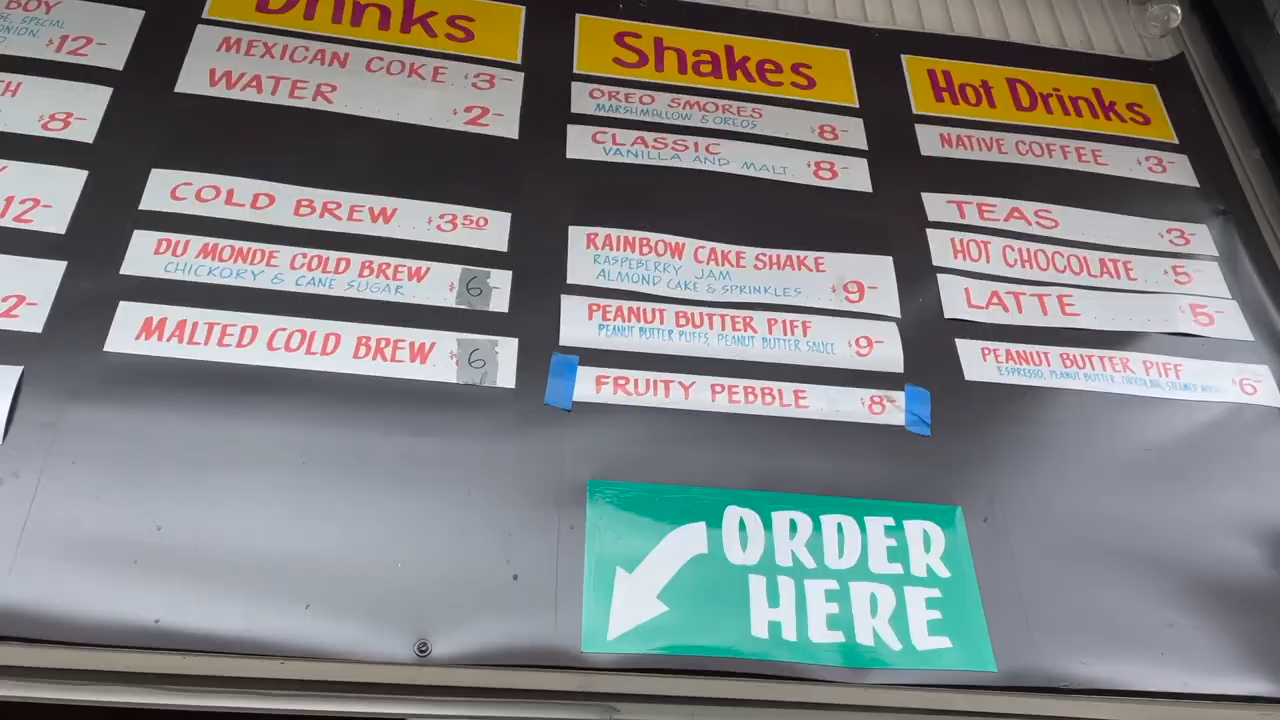 BOY
SPECIAL
ONION.
$12-
$8-
12-
2-
Drinks
MEXICAN COKE $3-
WATER $2-
COLD BREW $350
DU MONDE COLD BREW
CHICKORY & CANE SUGAR $6
MALTED COLD BREW $6
Shakes
OREO SMORES
MARSHMALLOW & OREOS $8-
CLASSIC
VANILLA AND MALT. $8-
RAINBOW CAKE SHAKE
RASPEBERRY JAM
ALMOND CAKE & SPRINKLES $9-
PEANUT BUTTER PIFF
PEANUT BUTTER PUFFS, PEANUT BUTTER SAUCE $9-
FRUITY PEBBLE $8-
Hot Drinks
NATIVE COFFEE $3-
TEAS $3-
HOT CHOCOLATE $5-
LATTE $5-
PEANUT BUTTER PIFF
ESPRESSO, PEANUT BUTTER, CHOCOLATE, STEAMED $6-
ORDER
HERE